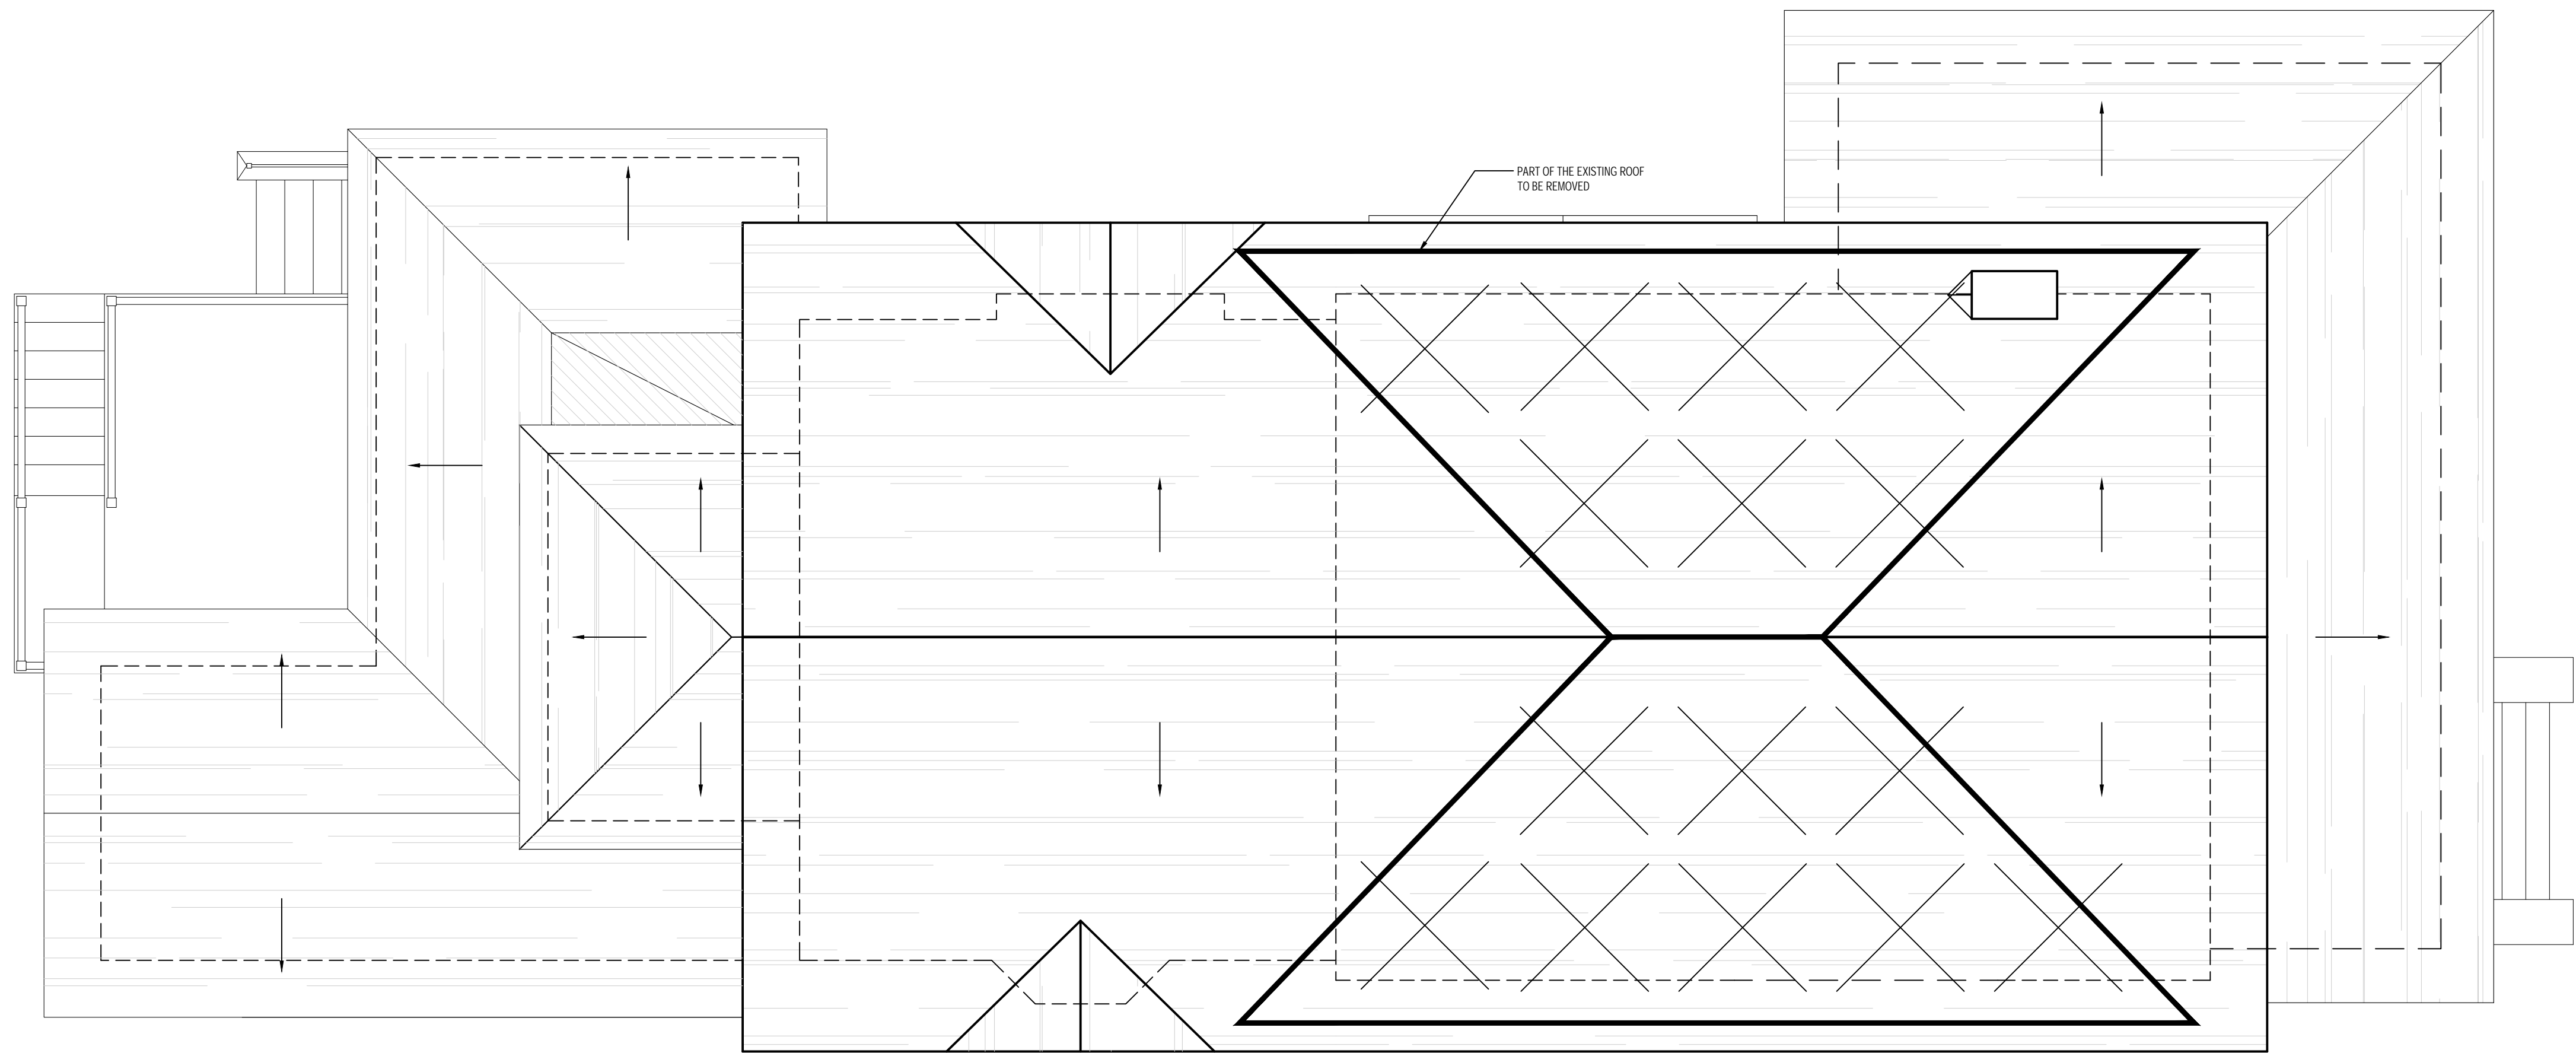 PART OF THE EXISTING ROOF
TO BE REMOVED